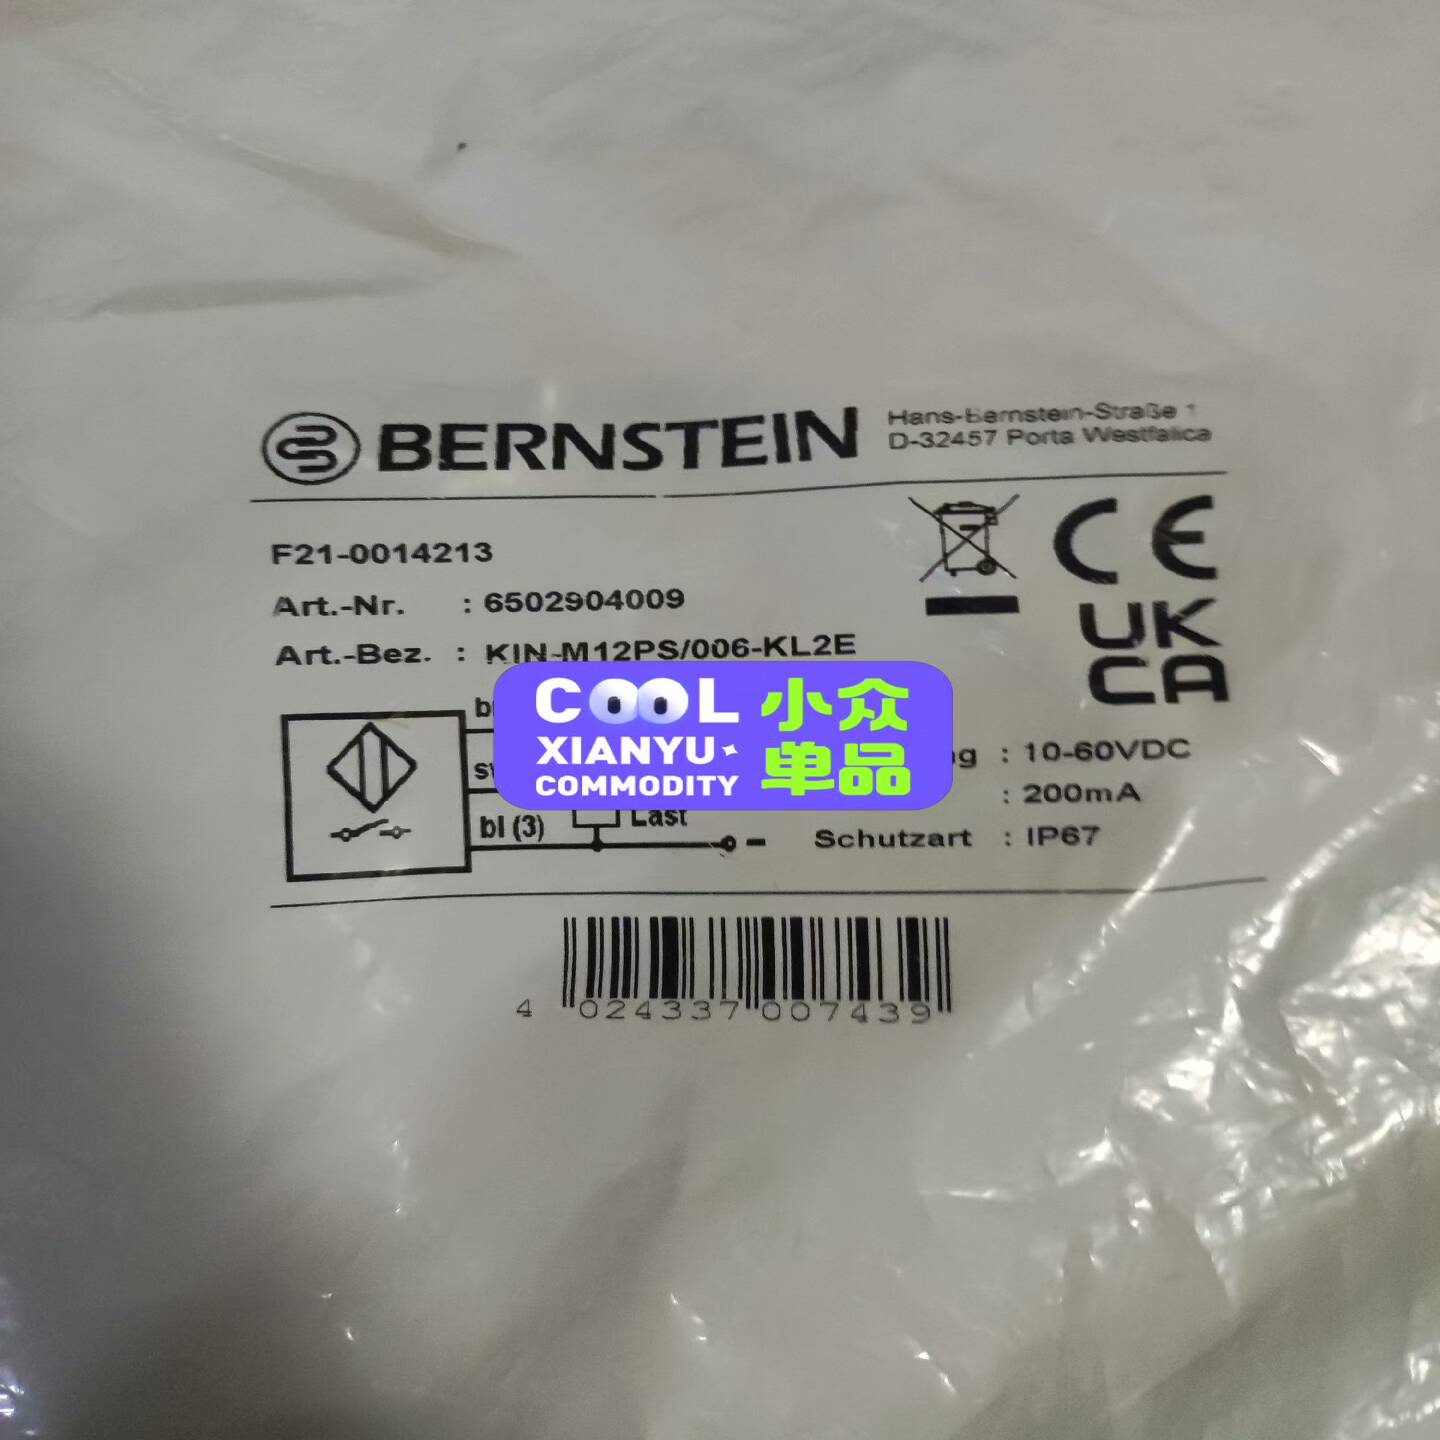 BERNSTEIN
Hans-Bernstein-Straße 1
D-32457 Porta Westfalica
F21-0014213
Art.-Nr. : 6502904009
Art.-Bez. : KIN-M12PS/006-KL2E
CE
UK
CA
COOL 小众
XIANYU 单品
COMMODITY
: 10-60VDC
: 200mA
bl (3)
Last
Schutzart : IP67
-
4 024337 007439